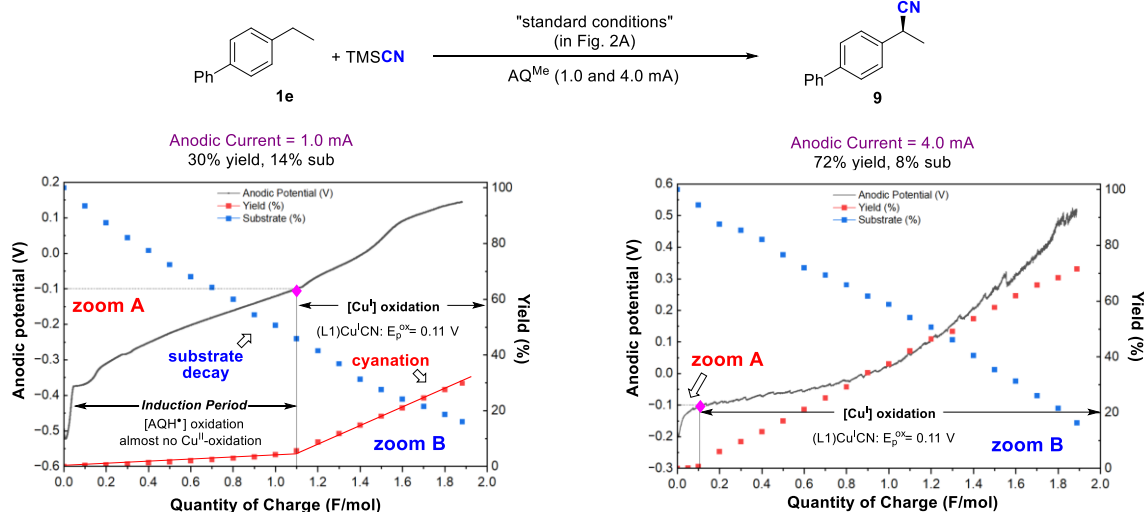 CN
"standard conditions"
(in Fig. 2A)
+ TMSCN
Ph
AQMe (1.0 and 4.0 mA)
Ph
1e
9
Anodic Current = 1.0 mA
30% yield, 14% sub
0.2
0.1
0.0
−0.1
−0.2
−0.3
−0.4
−0.5
−0.6
Anodic potential (V)
Anodic Potential (V)
Yield (%)
Substrate (%)
zoom A
[CuI] oxidation
(L1)CuICN: Epox= 0.11 V
substrate
decay
cyanation
Induction Period
[AQH•] oxidation
almost no CuII-oxidation
zoom B
100
80
60
40
20
0
Yield (%)
0.0 0.2 0.4 0.6 0.8 1.0 1.2 1.4 1.6 1.8 2.0
Quantity of Charge (F/mol)
Anodic Current = 4.0 mA
72% yield, 8% sub
0.6
0.5
0.4
0.3
0.2
0.1
0.0
−0.1
−0.2
−0.3
Anodic potential (V)
Anodic Potential (V)
Yield (%)
Substrate (%)
zoom A
[CuI] oxidation
(L1)CuICN: Epox= 0.11 V
zoom B
100
80
60
40
20
0
Yield (%)
0.0 0.2 0.4 0.6 0.8 1.0 1.2 1.4 1.6 1.8 2.0
Quantity of Charge (F/mol)